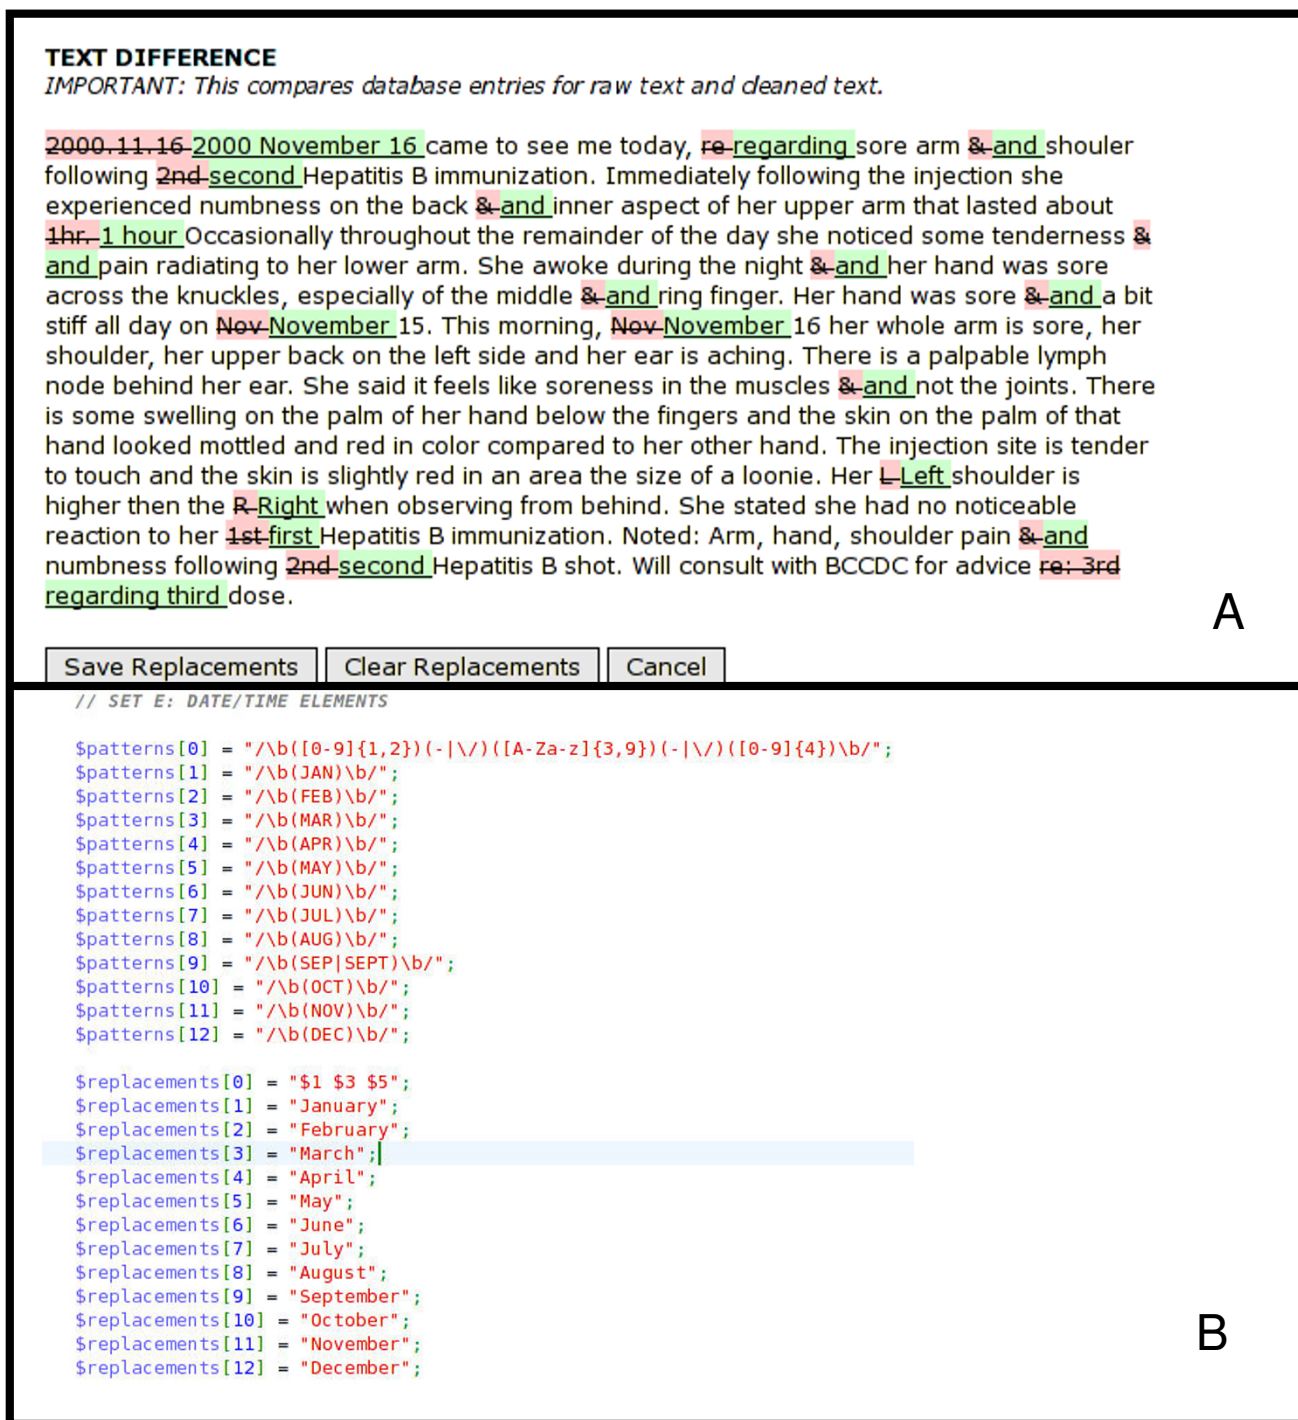 TEXT DIFFERENCE
IMPORTANT: This compares database entries for raw text and cleaned text.
2000.11.16 2000 November 16 came to see me today, re regarding sore arm & and shouler
following 2nd second Hepatitis B immunization. Immediately following the injection she
experienced numbness on the back & and inner aspect of her upper arm that lasted about
1hr. 1 hour Occasionally throughout the remainder of the day she noticed some tenderness &
and pain radiating to her lower arm. She awoke during the night & and her hand was sore
across the knuckles, especially of the middle & and ring finger. Her hand was sore & and a bit
stiff all day on Nov November 15. This morning, Nov November 16 her whole arm is sore, her
shoulder, her upper back on the left side and her ear is aching. There is a palpable lymph
node behind her ear. She said it feels like soreness in the muscles & and not the joints. There
is some swelling on the palm of her hand below the fingers and the skin on the palm of that
hand looked mottled and red in color compared to her other hand. The injection site is tender
to touch and the skin is slightly red in an area the size of a loonie. Her L Left shoulder is
higher then the R Right when observing from behind. She stated she had no noticeable
reaction to her 1st first Hepatitis B immunization. Noted: Arm, hand, shoulder pain & and
numbness following 2nd second Hepatitis B shot. Will consult with BCCDC for advice re: 3rd
regarding third dose.
A
Save Replacements Clear Replacements Cancel
// SET E: DATE/TIME ELEMENTS
$patterns[0] = "/\b([0-9]{1,2})(-|\/)([A-Za-z]{3,9})(-|\/)([0-9]{4})\b/";
$patterns[1] = "/\b(JAN)\b/";
$patterns[2] = "/\b(FEB)\b/";
$patterns[3] = "/\b(MAR)\b/";
$patterns[4] = "/\b(APR)\b/";
$patterns[5] = "/\b(MAY)\b/";
$patterns[6] = "/\b(JUN)\b/";
$patterns[7] = "/\b(JUL)\b/";
$patterns[8] = "/\b(AUG)\b/";
$patterns[9] = "/\b(SEP|SEPT)\b/";
$patterns[10] = "/\b(OCT)\b/";
$patterns[11] = "/\b(NOV)\b/";
$patterns[12] = "/\b(DEC)\b/";
$replacements[0] = "$1 $3 $5";
$replacements[1] = "January";
$replacements[2] = "February";
$replacements[3] = "March";
$replacements[4] = "April";
$replacements[5] = "May";
$replacements[6] = "June";
$replacements[7] = "July";
$replacements[8] = "August";
$replacements[9] = "September";
$replacements[10] = "October";
$replacements[11] = "November";
$replacements[12] = "December";
B